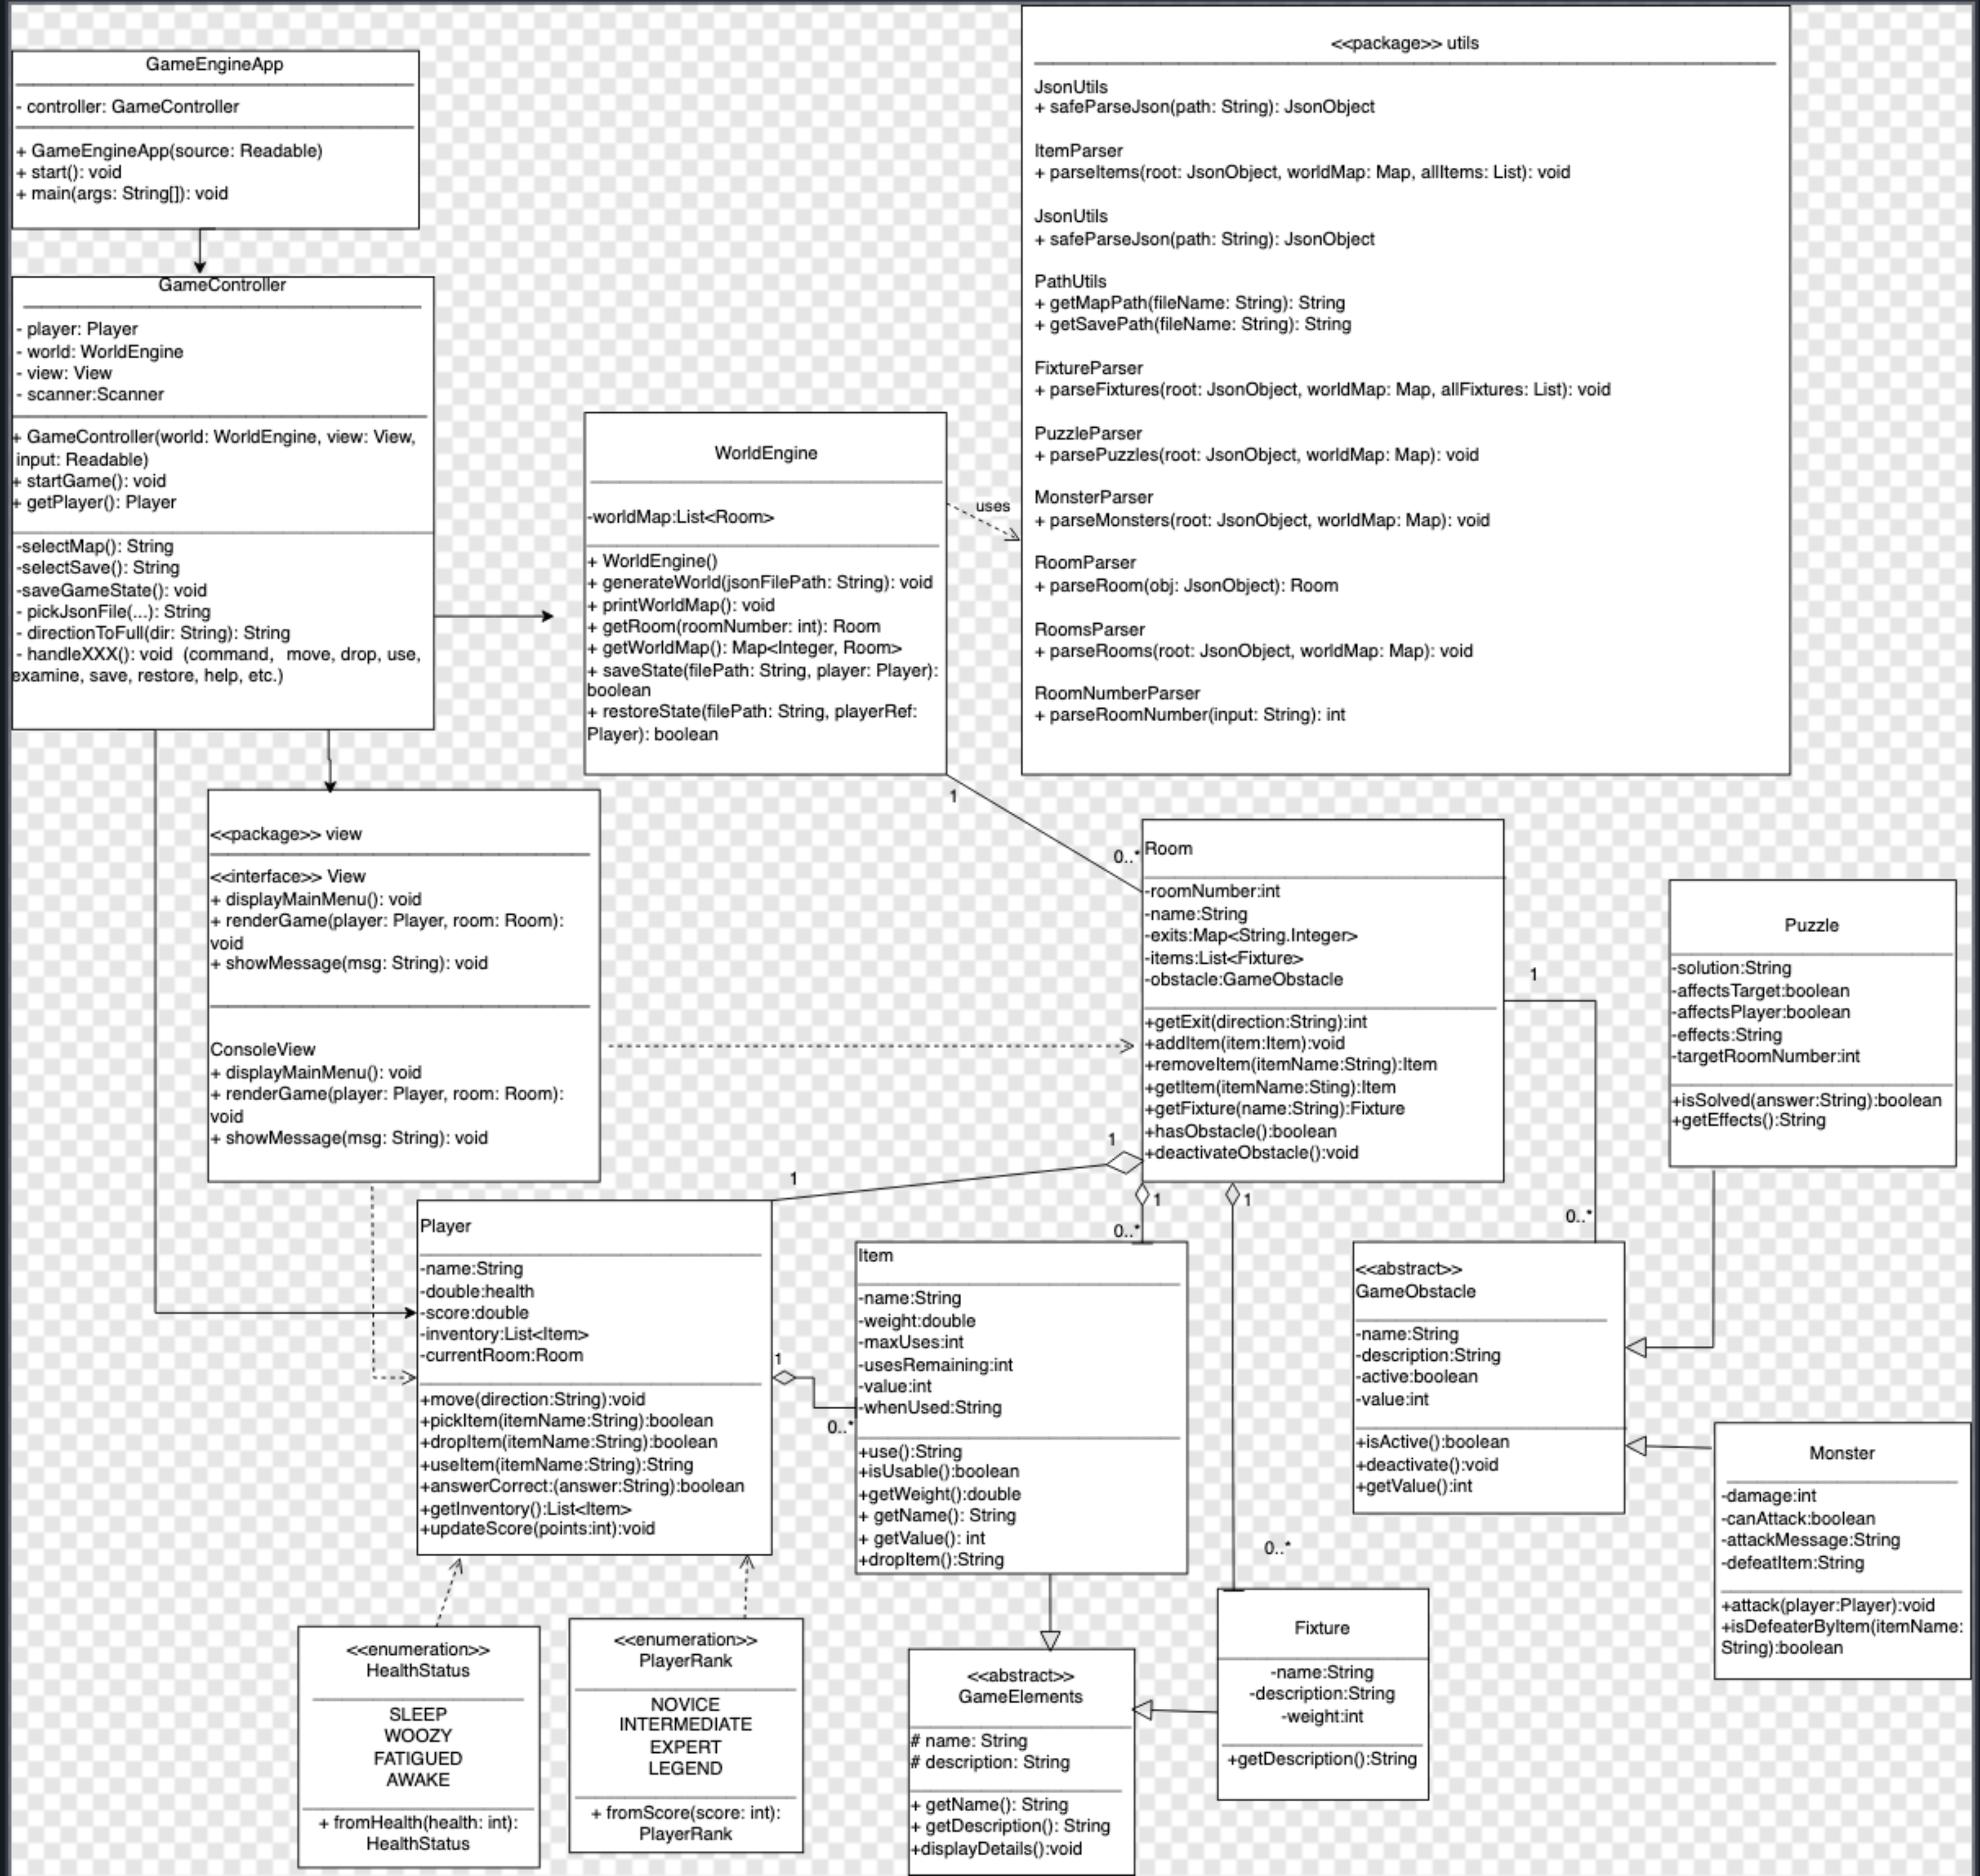 GameEngineApp
- controller: GameController
+ GameEngineApp(source: Readable)
+ start(): void
+ main(args: String[]): void
GameController
- player: Player
- world: WorldEngine
- view: View
- scanner:Scanner
+ GameController(world: WorldEngine, view: View,
input: Readable)
+ startGame(): void
+ getPlayer(): Player
-selectMap(): String
-selectSave(): String
-saveGameState(): void
- pickJsonFile(...): String
- directionToFull(dir: String): String
- handleXXX(): void (command, move, drop, use,
examine, save, restore, help, etc.)
WorldEngine
-worldMap:List<Room>
+ WorldEngine()
+ generateWorld(jsonFilePath: String): void
+ printWorldMap(): void
+ getRoom(roomNumber: int): Room
+ getWorldMap(): Map<Integer, Room>
+ saveState(filePath: String, player: Player):
boolean
+ restoreState(filePath: String, playerRef:
Player): boolean
uses
<<package>> utils
JsonUtils
+ safeParseJson(path: String): JsonObject
ItemParser
+ parseItems(root: JsonObject, worldMap: Map, allItems: List): void
JsonUtils
+ safeParseJson(path: String): JsonObject
PathUtils
+ getMapPath(fileName: String): String
+ getSavePath(fileName: String): String
FixtureParser
+ parseFixtures(root: JsonObject, worldMap: Map, allFixtures: List): void
PuzzleParser
+ parsePuzzles(root: JsonObject, worldMap: Map): void
MonsterParser
+ parseMonsters(root: JsonObject, worldMap: Map): void
RoomParser
+ parseRoom(obj: JsonObject): Room
RoomsParser
+ parseRooms(root: JsonObject, worldMap: Map): void
RoomNumberParser
+ parseRoomNumber(input: String): int
<<package>> view
<<interface>> View
+ displayMainMenu(): void
+ renderGame(player: Player, room: Room):
void
+ showMessage(msg: String): void
ConsoleView
+ displayMainMenu(): void
+ renderGame(player: Player, room: Room):
void
+ showMessage(msg: String): void
1
0..*
Room
-roomNumber:int
-name:String
-exits:Map<String.Integer>
-items:List<Fixture>
-obstacle:GameObstacle
+getExit(direction:String):int
+addItem(item:Item):void
+removeItem(itemName:String):Item
+getItem(itemName:Sting):Item
+getFixture(name:String):Fixture
+hasObstacle():boolean
+deactivateObstacle():void
1
0..*
Puzzle
-solution:String
-affectsTarget:boolean
-affectsPlayer:boolean
-effects:String
-targetRoomNumber:int
+isSolved(answer:String):boolean
+getEffects():String
1
1
1
0..*
1
0..*
Player
-name:String
-double:health
-score:double
-inventory:List<Item>
-currentRoom:Room
+move(direction:String):void
+pickItem(itemName:String):boolean
+dropItem(itemName:String):boolean
+useItem(itemName:String):String
+answerCorrect:(answer:String):boolean
+getInventory():List<Item>
+updateScore(points:int):void
1
0..*
Item
-name:String
-weight:double
-maxUses:int
-usesRemaining:int
-value:int
-whenUsed:String
+use():String
+isUsable():boolean
+getWeight():double
+ getName(): String
+ getValue(): int
+dropItem():String
<<abstract>>
GameObstacle
-name:String
-description:String
-active:boolean
-value:int
+isActive():boolean
+deactivate():void
+getValue():int
Monster
-damage:int
-canAttack:boolean
-attackMessage:String
-defeatItem:String
+attack(player:Player):void
+isDefeaterByItem(itemName:
String):boolean
<<enumeration>>
HealthStatus
SLEEP
WOOZY
FATIGUED
AWAKE
+ fromHealth(health: int):
HealthStatus
<<enumeration>>
PlayerRank
NOVICE
INTERMEDIATE
EXPERT
LEGEND
+ fromScore(score: int):
PlayerRank
<<abstract>>
GameElements
# name: String
# description: String
+ getName(): String
+ getDescription(): String
+displayDetails():void
Fixture
-name:String
-description:String
-weight:int
+getDescription():String